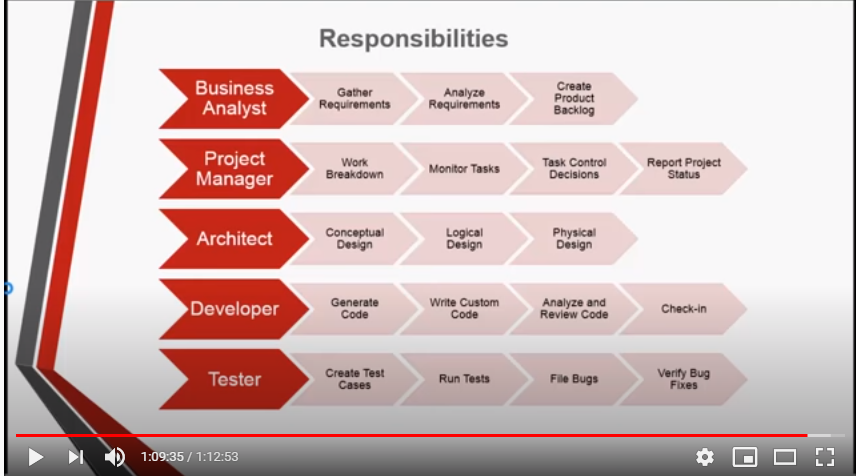 Responsibilities
Business
Analyst
Gather
Requirements
Analyze
Requirements
Create
Product
Backlog
Project
Manager
Work
Breakdown
Monitor Tasks
Task Control
Decisions
Report Project
Status
Architect
Conceptual
Design
Logical
Design
Physical
Design
Developer
Generate
Code
Write Custom
Code
Analyze and
Review Code
Check-in
Tester
Create Test
Cases
Run Tests
File Bugs
Verify Bug
Fixes
1:09:35 / 1:12:53